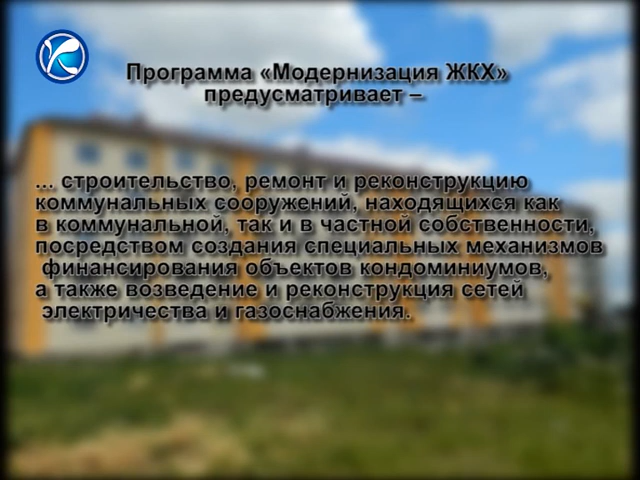 Программа «Модернизация ЖКХ»
предусматривает –
... строительство, ремонт и реконструкцию
коммунальных сооружений, находящихся как
в коммунальной, так и в частной собственности,
посредством создания специальных механизмов
финансирования объектов кондоминиумов,
а также возведение и реконструкция сетей
электричества и газоснабжения.